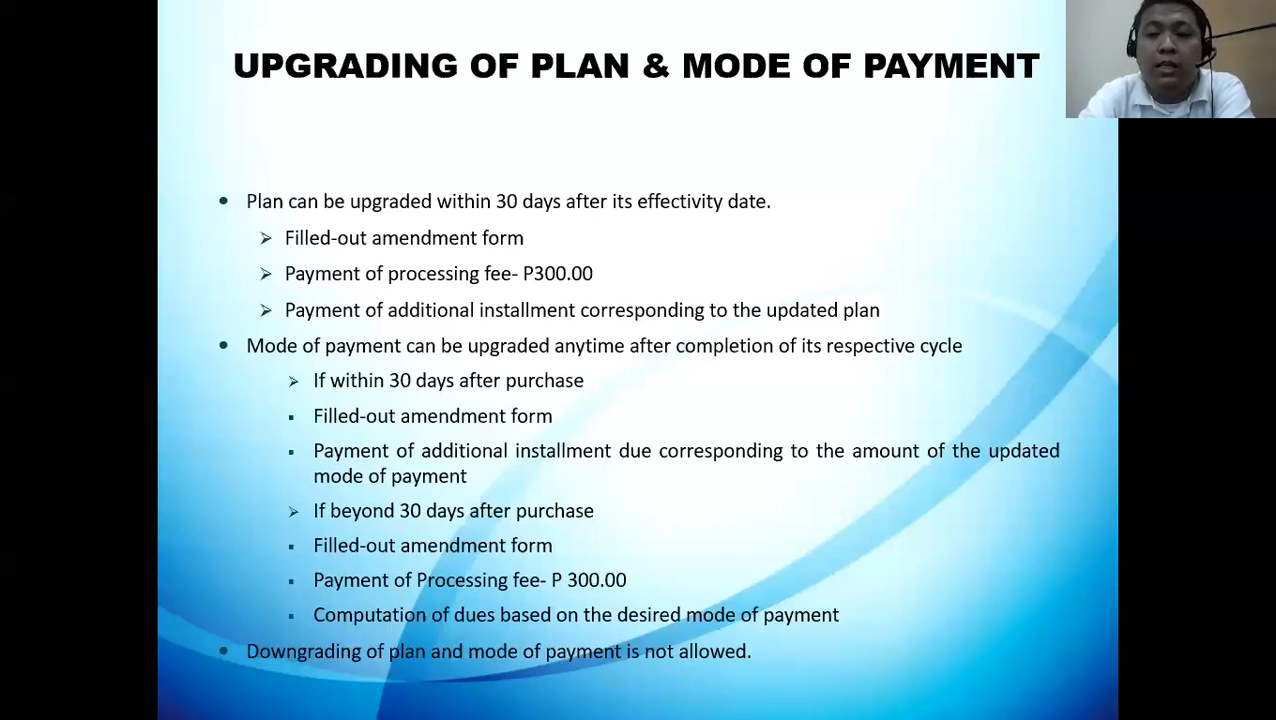 UPGRADING OF PLAN & MODE OF PAYMENT
• Plan can be upgraded within 30 days after its effectivity date.
➢ Filled-out amendment form
➢ Payment of processing fee- P300.00
➢ Payment of additional installment corresponding to the updated plan
• Mode of payment can be upgraded anytime after completion of its respective cycle
➢ If within 30 days after purchase
▪ Filled-out amendment form
▪ Payment of additional installment due corresponding to the amount of the updated
mode of payment
➢ If beyond 30 days after purchase
▪ Filled-out amendment form
▪ Payment of Processing fee- P 300.00
▪ Computation of dues based on the desired mode of payment
• Downgrading of plan and mode of payment is not allowed.